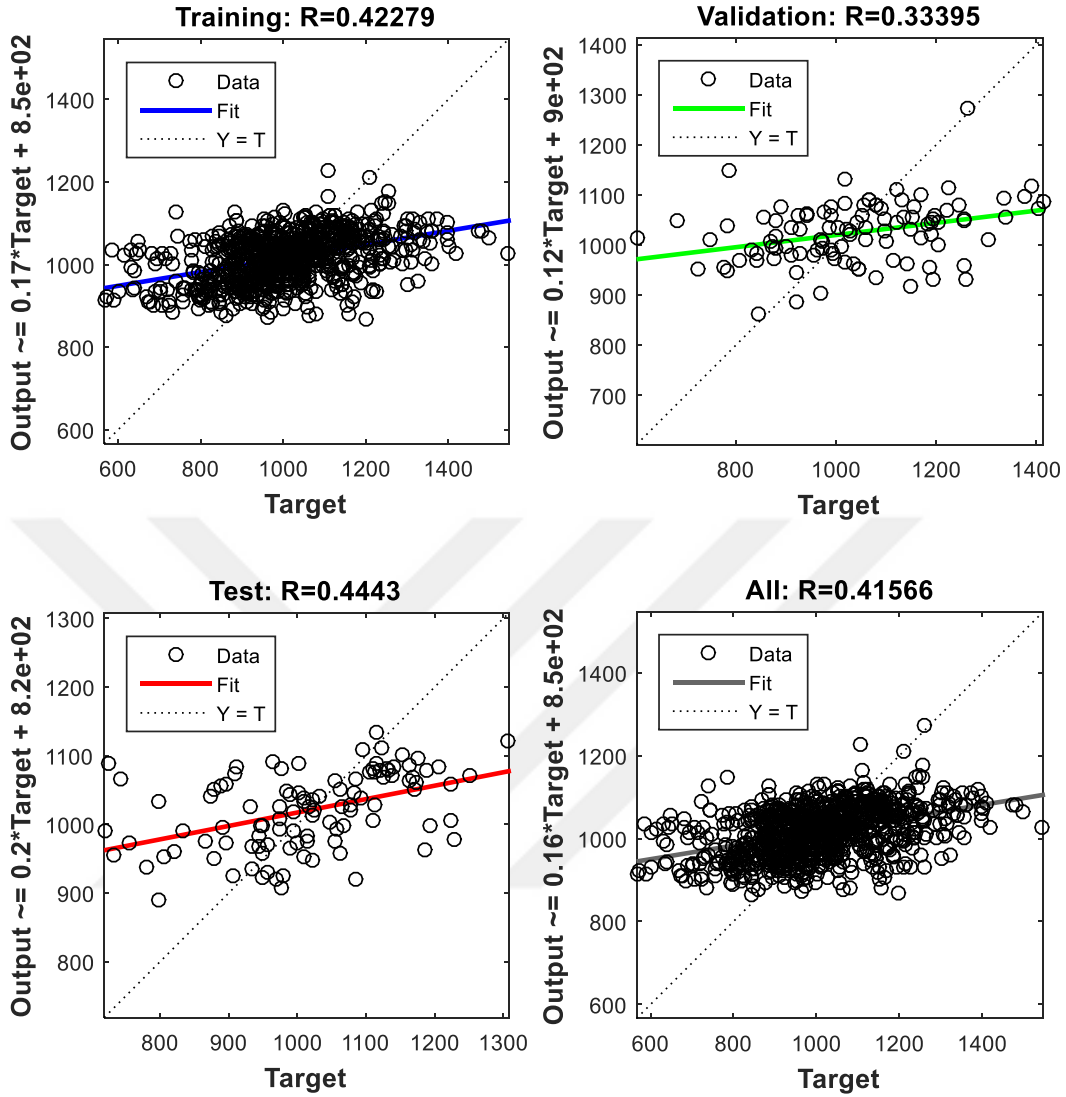 Training: R=0.42279
Output ~= 0.17*Target + 8.5e+02
1400
1200
1000
800
600
Data
Fit
Y = T
600 800 1000 1200 1400
Target
Validation: R=0.33395
Output ~= 0.12*Target + 9e+02
1400
1300
1200
1100
1000
900
800
700
Data
Fit
Y = T
800 1000 1200 1400
Target
Test: R=0.4443
Output ~= 0.2*Target + 8.2e+02
1300
1200
1100
1000
900
800
Data
Fit
Y = T
800 900 1000 1100 1200 1300
Target
All: R=0.41566
Output ~= 0.16*Target + 8.5e+02
1400
1200
1000
800
600
Data
Fit
Y = T
600 800 1000 1200 1400
Target